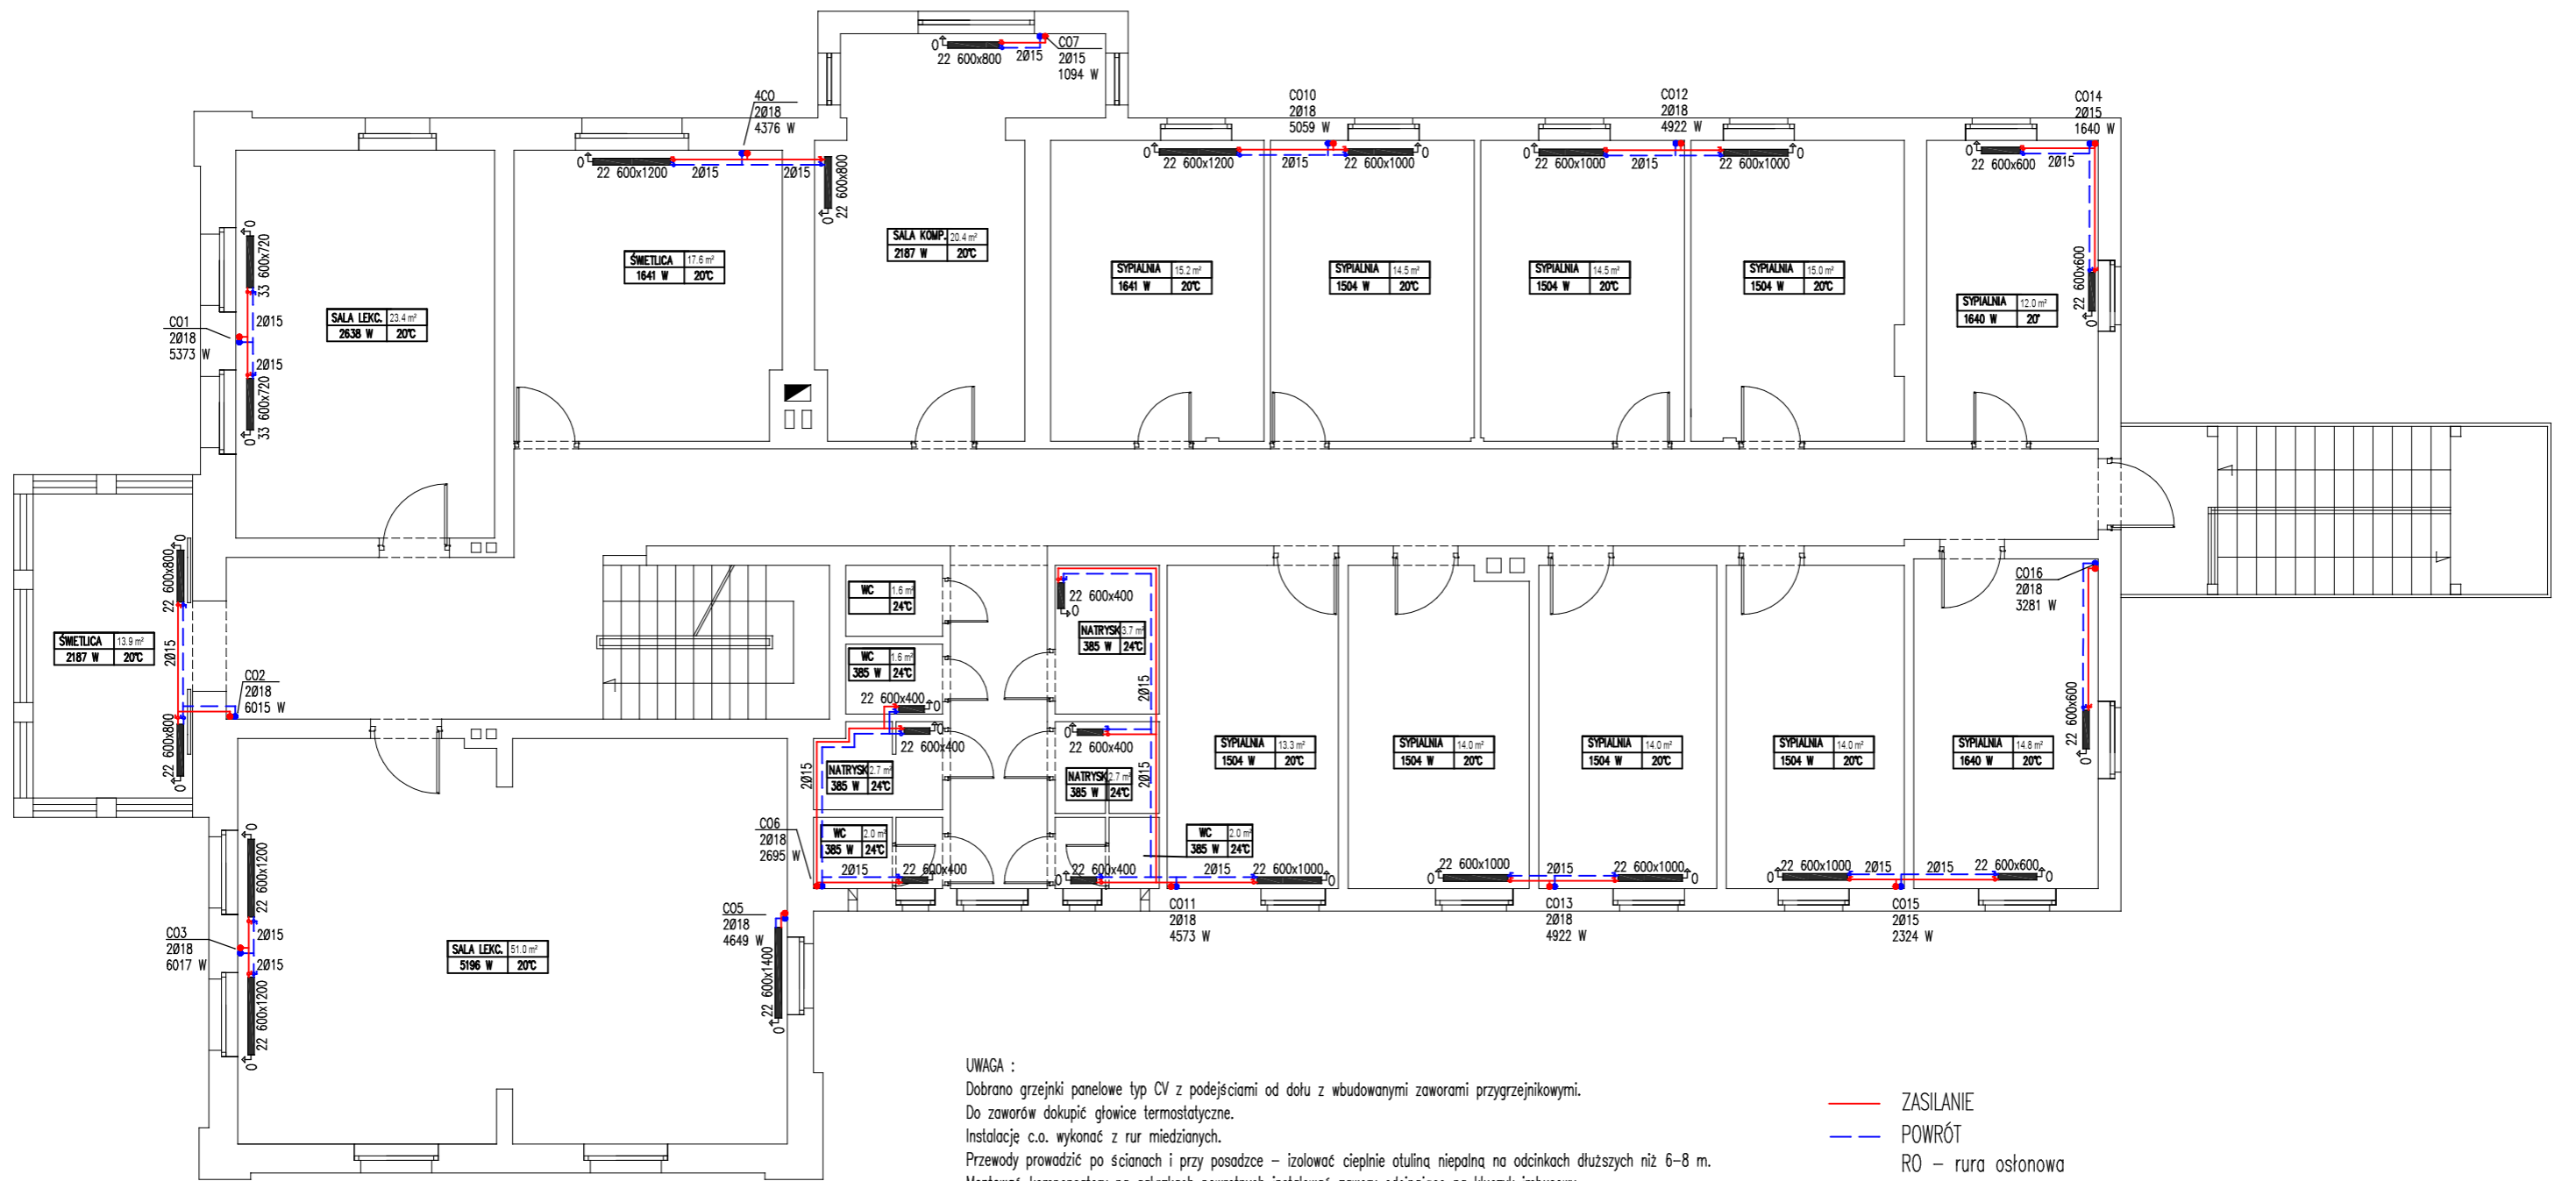 22 600x800
2Ø15
CO7
2Ø15
1094 W
4CO
2Ø18
4376 W
CO10
2Ø18
5059 W
CO12
2Ø18
4922 W
CO14
2Ø15
1640 W
22 600x1200
2Ø15
2Ø15
22 600x800
22 600x1200
2Ø15
22 600x1000
22 600x1000
2Ø15
22 600x1000
22 600x600
2Ø15
22 600x600
33 600x720
2Ø15
CO1
2Ø18
5373 W
2Ø15
33 600x720
SALA LEKC. 23.4 m²
2638 W 20℃
ŚWIETLICA 17.6 m²
1641 W 20℃
SALA KOMP. 20.4 m²
2187 W 20℃
SYPIALNIA 15.2 m²
1641 W 20℃
SYPIALNIA 14.5 m²
1504 W 20℃
SYPIALNIA 14.5 m²
1504 W 20℃
SYPIALNIA 15.0 m²
1504 W 20℃
SYPIALNIA 12.0 m²
1640 W 20°
22 600x800
2Ø15
22 600x800
ŚWIETLICA 13.9 m²
2187 W 20℃
CO2
2Ø18
6015 W
WC 1.6 m²
24℃
WC 1.6 m²
385 W 24℃
22 600x400
22 600x400
2Ø15
NATRYSK 2.7 m²
385 W 24℃
WC 2.0 m²
385 W 24℃
2Ø15
22 600x400
CO6
2Ø18
2695 W
22 600x400
NATRYSK 3.7 m²
385 W 24℃
2Ø15
22 600x400
2Ø15
NATRYSK 2.7 m²
385 W 24℃
WC 2.0 m²
385 W 24℃
22 600x400
2Ø15
22 600x1000
CO11
2Ø18
4573 W
SYPIALNIA 13.3 m²
1504 W 20℃
SYPIALNIA 14.0 m²
1504 W 20℃
SYPIALNIA 14.0 m²
1504 W 20℃
SYPIALNIA 14.0 m²
1504 W 20℃
SYPIALNIA 14.8 m²
1640 W 20℃
CO16
2Ø18
3281 W
22 600x600
22 600x1000
2Ø15
22 600x1000
CO13
2Ø18
4922 W
22 600x1000
2Ø15
2Ø15
22 600x600
CO15
2Ø15
2324 W
22 600x1200
2Ø15
CO3
2Ø18
6017 W
2Ø15
22 600x1200
SALA LEKC. 51.0 m²
5196 W 20℃
CO5
2Ø18
4649 W
22 600x1400
UWAGA :
Dobrano grzejniki panelowe typ CV z podejściami od dołu z wbudowanymi zaworami przygrzejnikowymi.
Do zaworów dokupić głowice termostatyczne.
Instalację c.o. wykonać z rur miedzianych.
Przewody prowadzić po ścianach i przy posadzce – izolować cieplnie otuliną niepalną na odcinkach dłuższych niż 6–8 m.
ZASILANIE
POWRÓT
RO – rura osłonowa